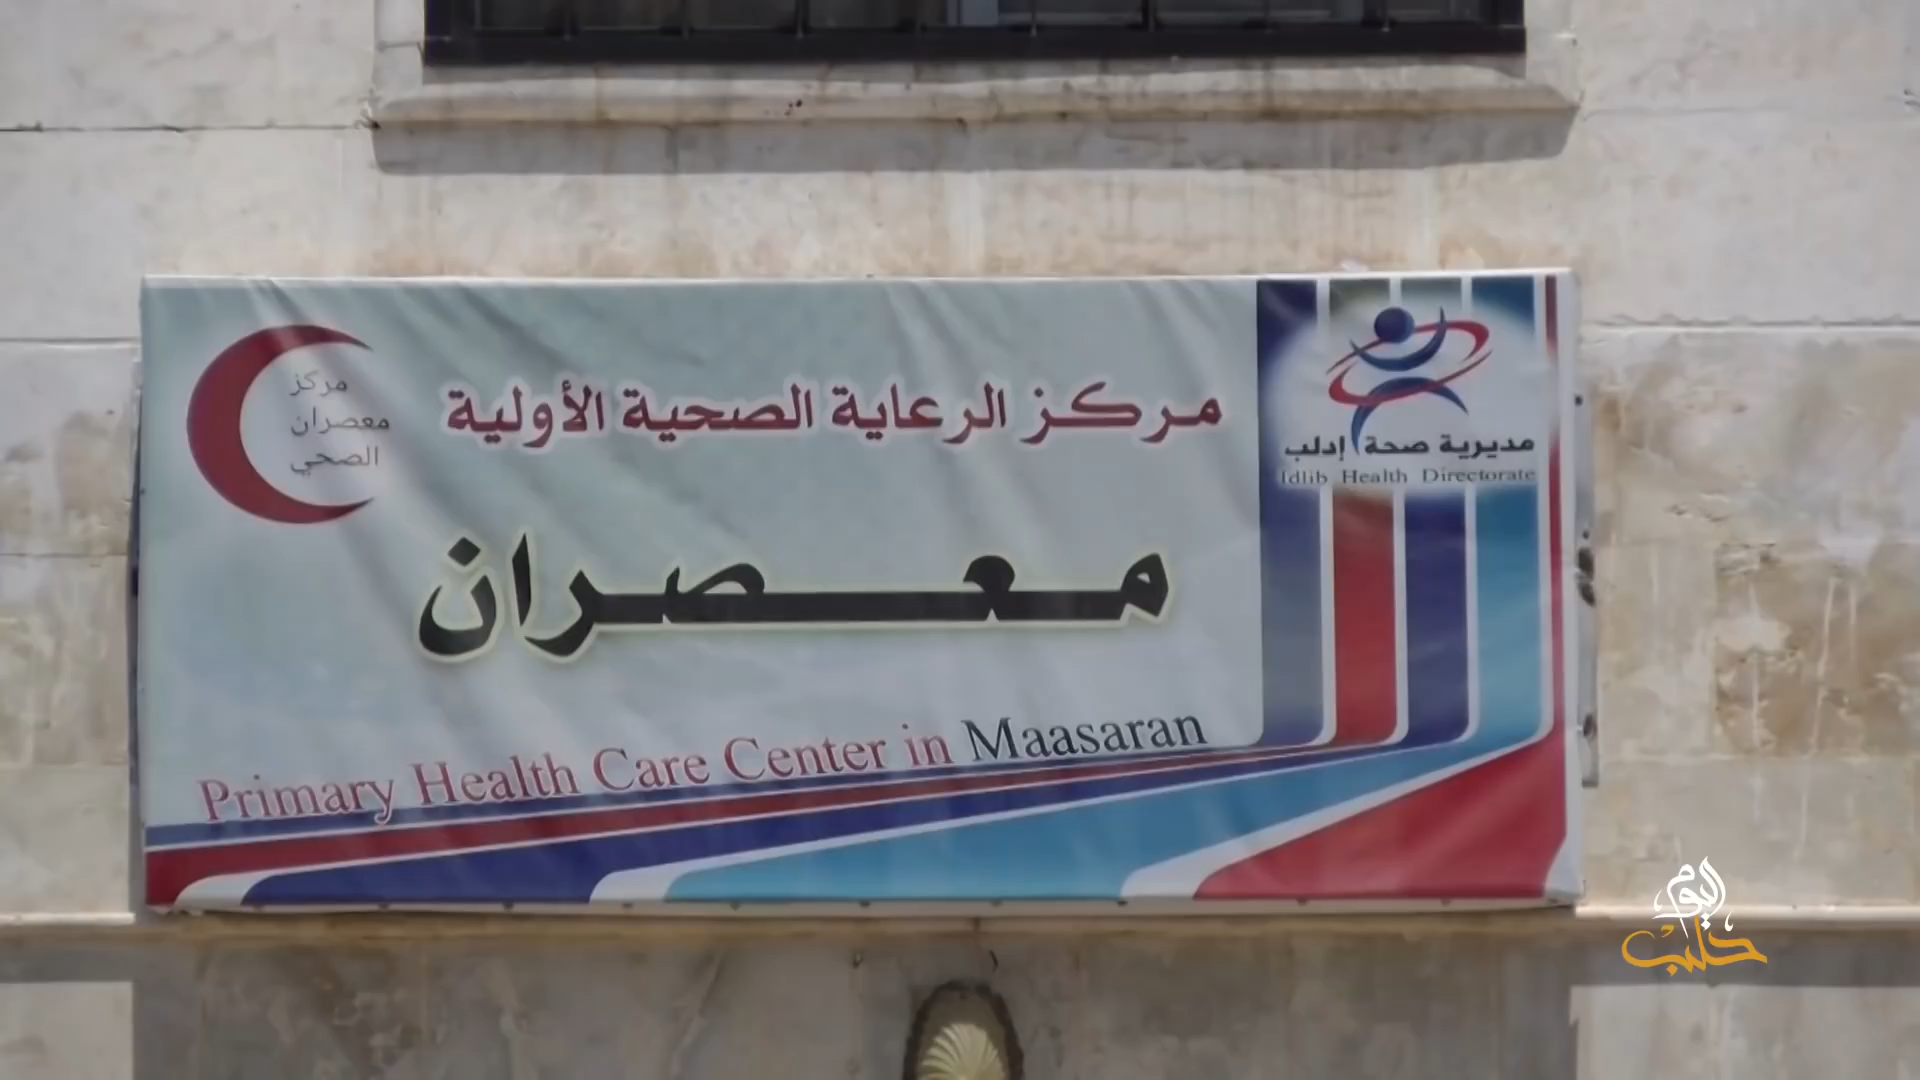 مركز الرعاية الصحية الأولية
مركز
معصران
الصحي
مديرية صحة إدلب
Idlib Health Directorate
معصران
Primary Health Care Center in Maasaran
حلب اليوم